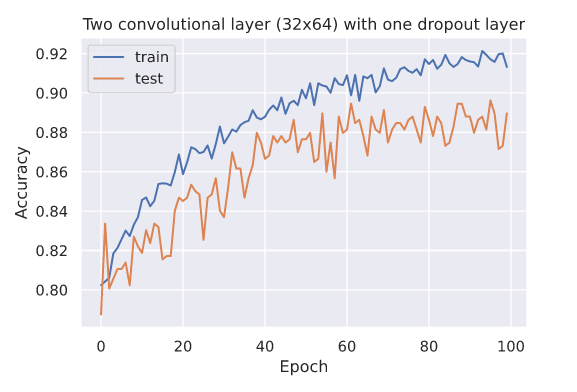 Two convolutional layer (32x64) with one dropout layer
train
test
0.92
0.90
0.88
0.86
0.84
0.82
0.80
Accuracy
0 20 40 60 80 100
Epoch